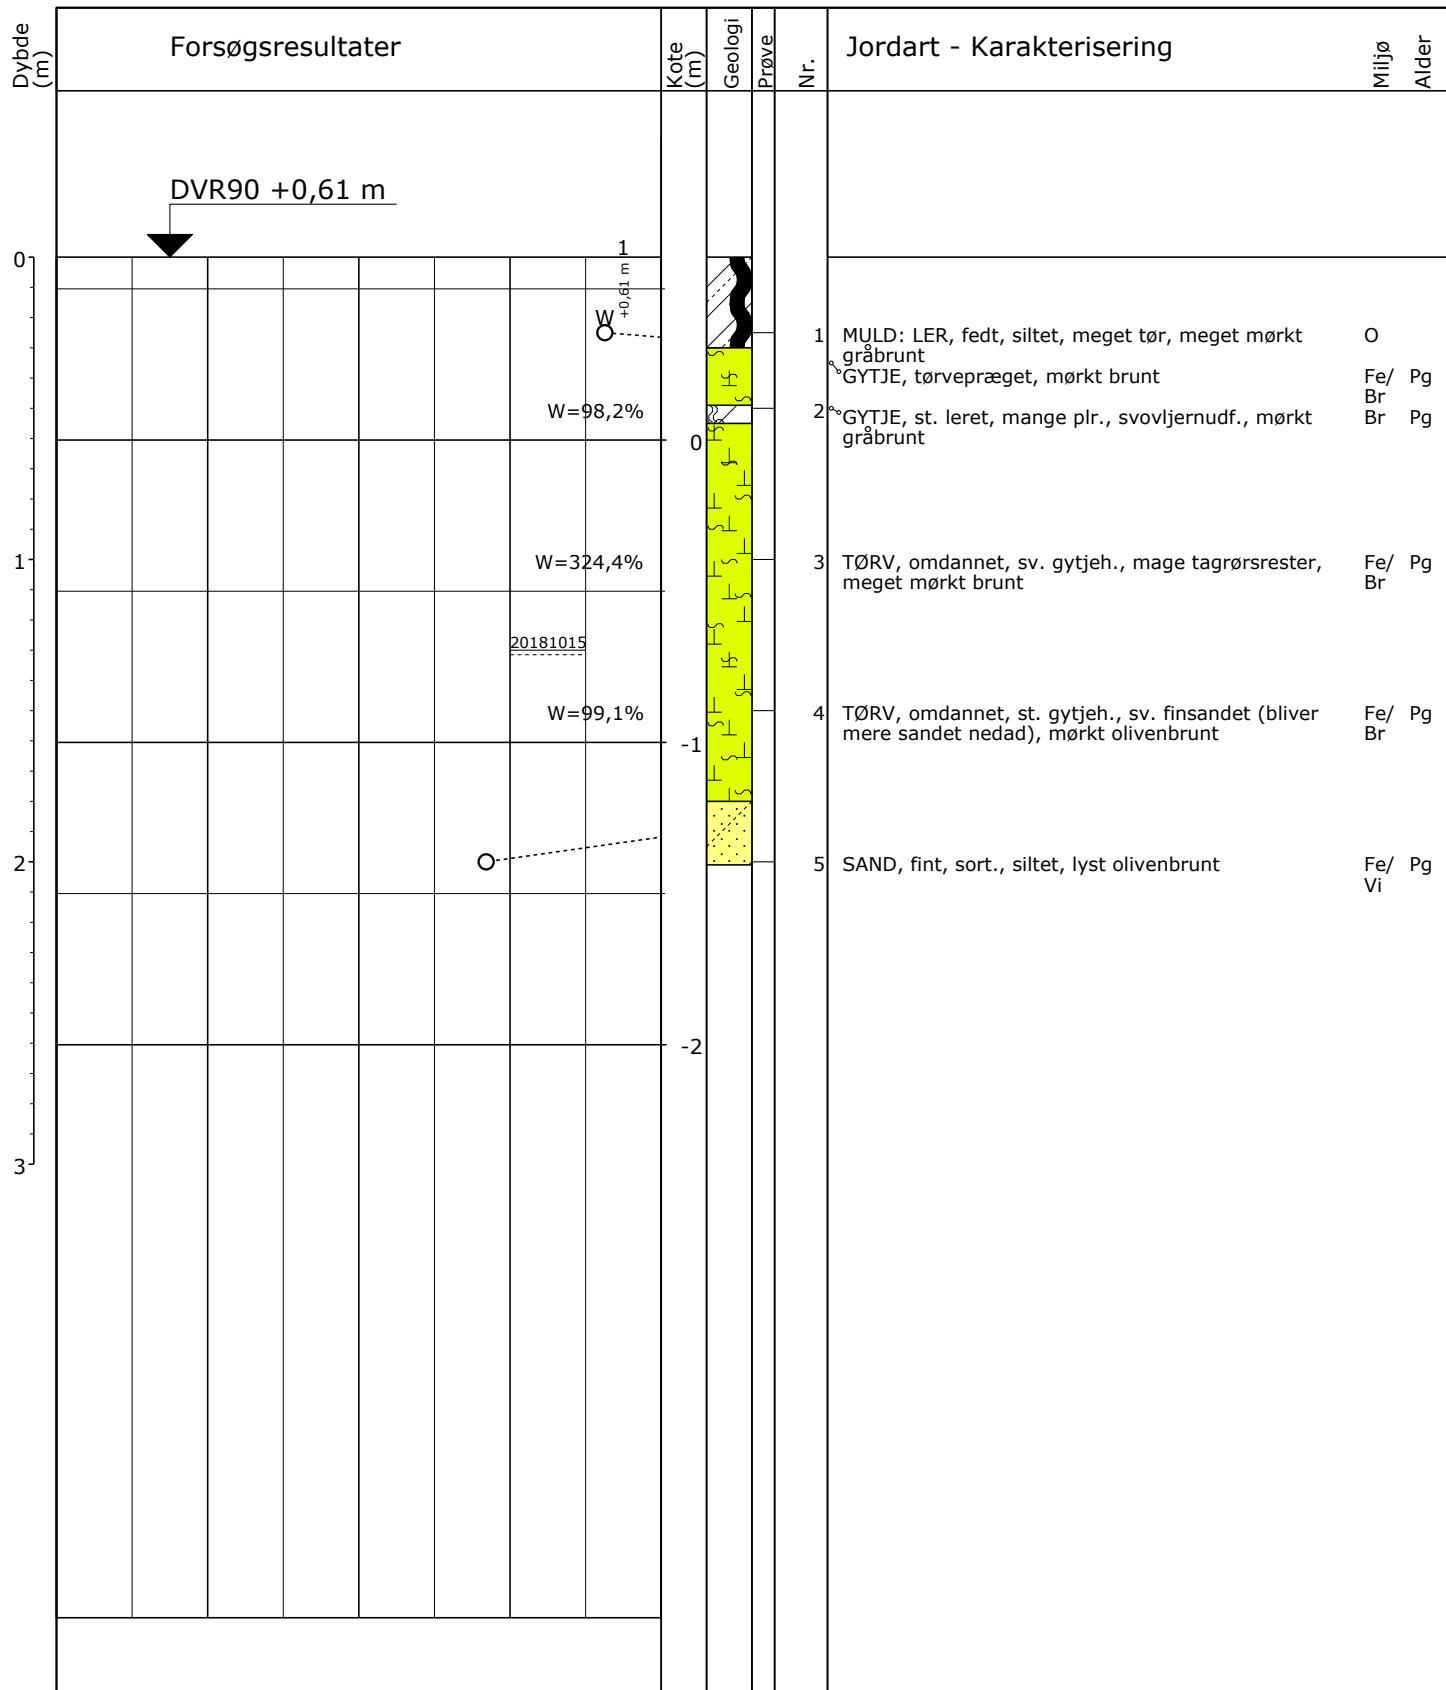 Dybde
(m)
Forsøgsresultater
Kote
(m)
Geologi
Prøve
Nr.
Jordart - Karakterisering
Miljø
Alder
DVR90 +0,61 m
0
1
+0,61 m
W
1 MULD: LER, fedt, siltet, meget tør, meget mørkt O
gråbrunt
GYTJE, tørvepræget, mørkt brunt Fe/ Pg
Br
W=98,2%
2 GYTJE, st. leret, mange plr., svovljernudf., mørkt Br Pg
gråbrunt
0
1
W=324,4%
3 TØRV, omdannet, sv. gytjeh., mage tagrørsrester, Fe/ Pg
meget mørkt brunt Br
20181015
W=99,1%
4 TØRV, omdannet, st. gytjeh., sv. finsandet (bliver Fe/ Pg
mere sandet nedad), mørkt olivenbrunt Br
-1
2
5 SAND, fint, sort., siltet, lyst olivenbrunt Fe/ Pg
Vi
-2
3